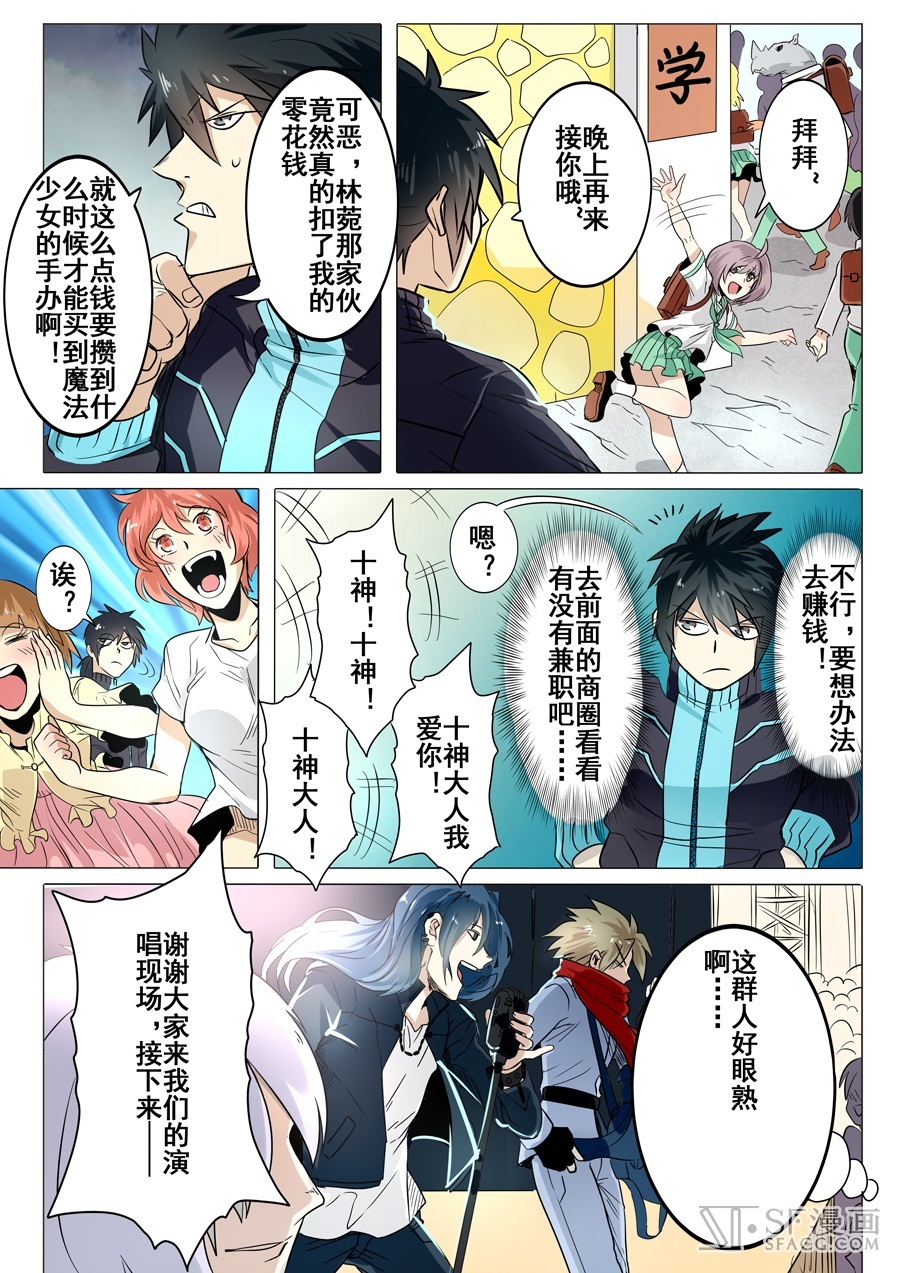 拜拜~
学
晚上再来
接你哦~
可恶，林菀那家伙
竟然真的扣了我的
零花钱
就这么点钱要攒到什
么时候才能买到魔法
少女的手办啊！
不行，要想办法
去赚钱！
去前面的商圈看看
有没有兼职吧……
嗯？
十神！十神！
十神大人我
爱你！
十神大人！
诶？
这群人好眼熟
啊……
谢谢大家来我们的演
唱现场，接下来——
SF漫画
SFACG.COM